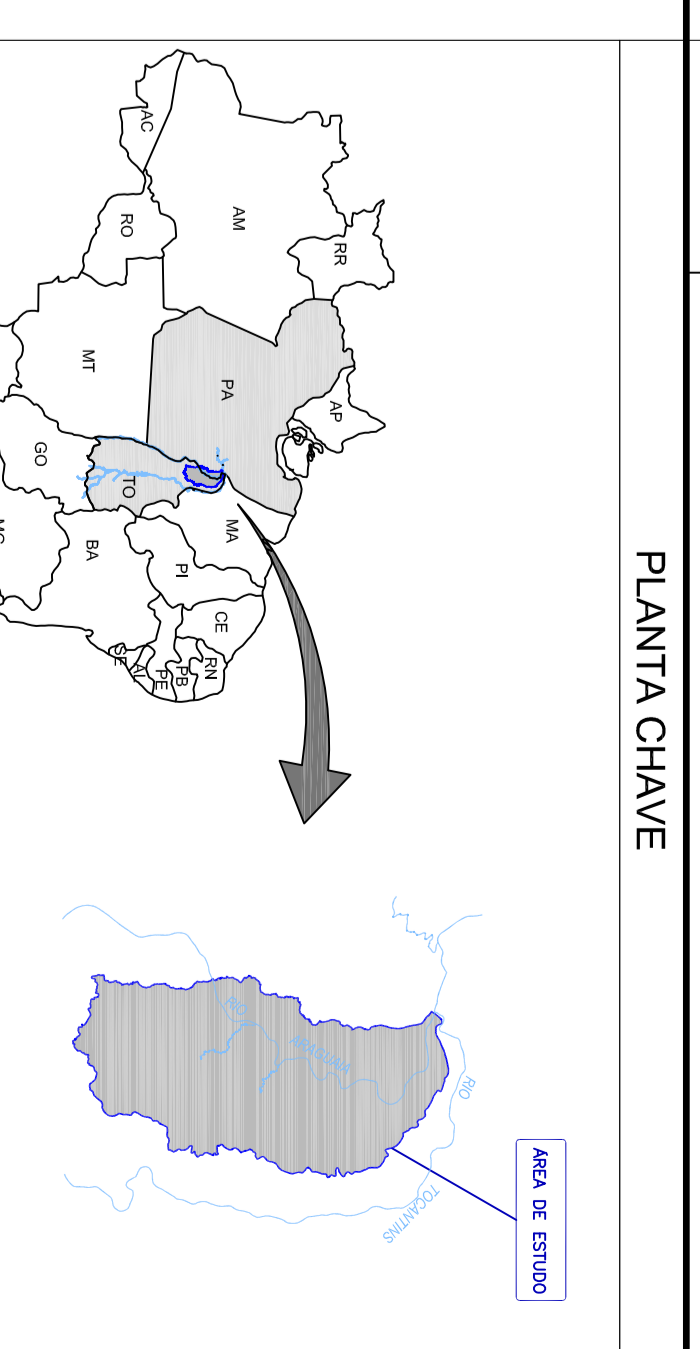 PLANTA CHAVE
RR
AP
AM
PA
AC
RO
MT
TO
MA
CE
RN
PI
PB
PE
AL
SE
BA
GO
ÁREA DE ESTUDO
RIO
TOCANTINS
RIO
ARAGUAIA